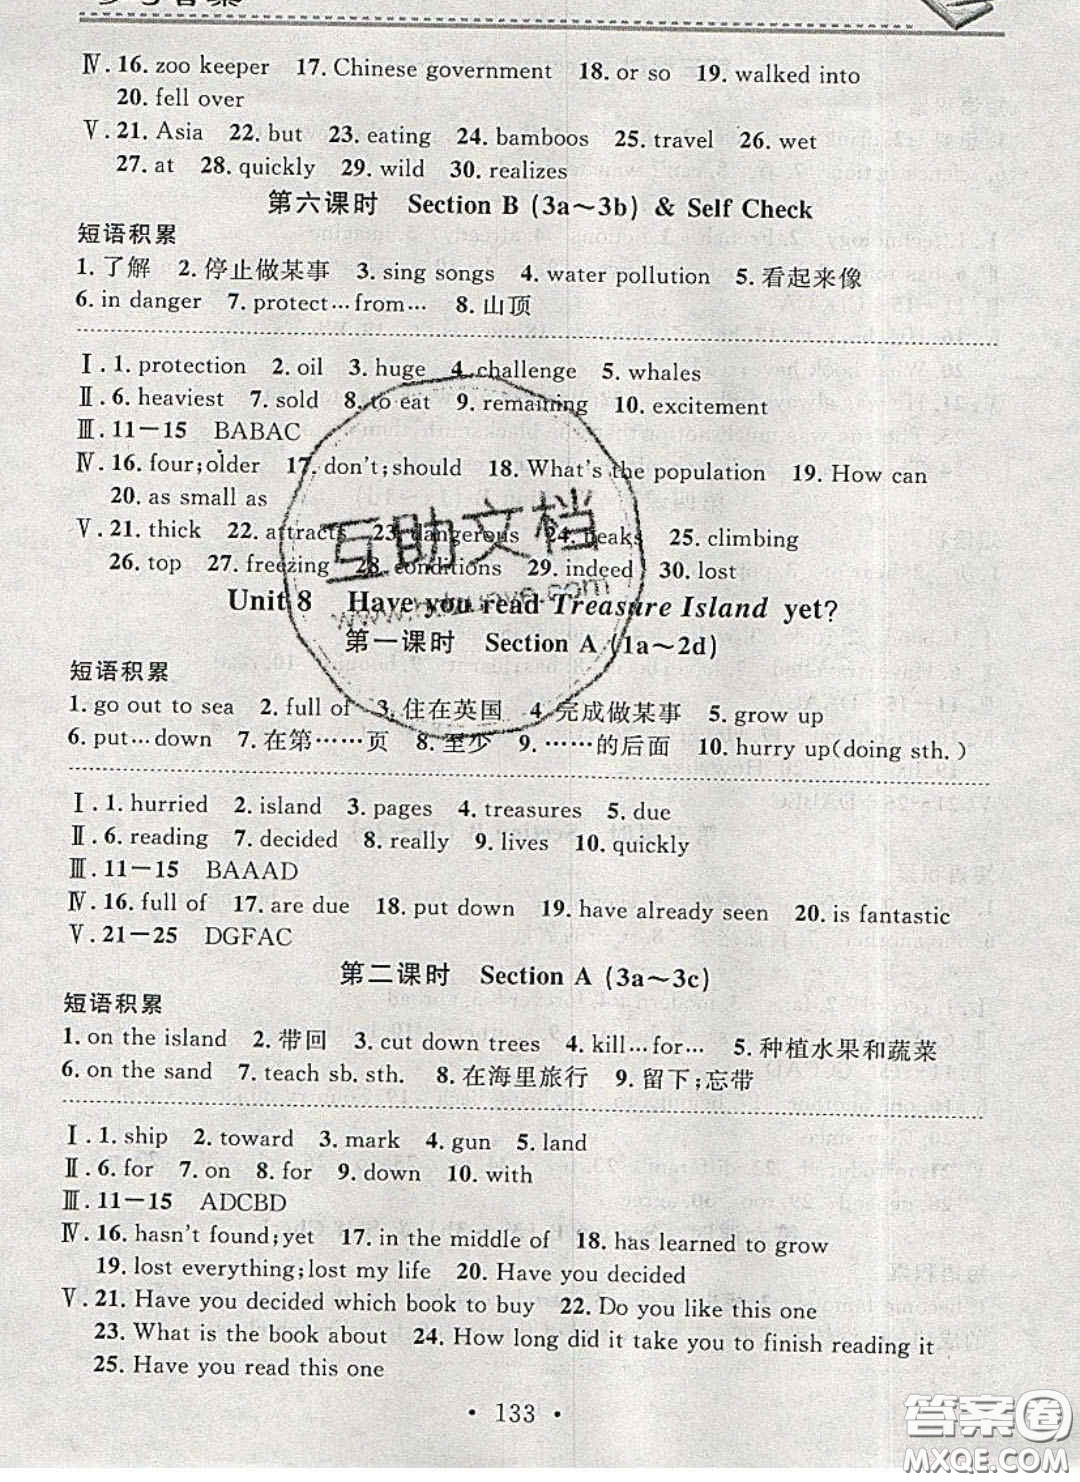 参考答案
Ⅳ.16. zoo keeper 17. Chinese government 18. or so 19. walked into
20. fell over
Ⅴ.21. Asia 22. but 23. eating 24. bamboos 25. travel 26. wet
27. at 28. quickly 29. wild 30. realizes
第六课时 Section B (3a～3b) & Self Check
短语积累
1. 了解 2. 停止做某事 3. sing songs 4. water pollution 5. 看起来像
6. in danger 7. protect…from… 8. 山顶
Ⅰ.1. protection 2. oil 3. huge 4. challenge 5. whales
Ⅱ.6. heaviest 7. sold 8. to eat 9. remaining 10. excitement
Ⅲ.11－15 BABAC
Ⅳ.16. four;older 17. don't;should 18. What's the population 19. How can
20. as small as
Ⅴ.21. thick 22. attracts 23. dangerous 24. peaks 25. climbing
26. top 27. freezing 28. conditions 29. indeed 30. lost
Unit 8 Have you read Treasure Island yet?
第一课时 Section A (1a～2d)
短语积累
1. go out to sea 2. full of 3. 住在英国 4. 完成做某事 5. grow up
6. put…down 7. 在第……页 8. 至少 9. ……的后面 10. hurry up(doing sth.)
Ⅰ.1. hurried 2. island 3. pages 4. treasures 5. due
Ⅱ.6. reading 7. decided 8. really 9. lives 10. quickly
Ⅲ.11－15 BAAAD
Ⅳ.16. full of 17. are due 18. put down 19. have already seen 20. is fantastic
Ⅴ.21－25 DGFAC
第二课时 Section A (3a～3c)
短语积累
1. on the island 2. 带回 3. cut down trees 4. kill…for… 5. 种植水果和蔬菜
6. on the sand 7. teach sb. sth. 8. 在海里旅行 9. 留下;忘带
Ⅰ.1. ship 2. toward 3. mark 4. gun 5. land
Ⅱ.6. for 7. on 8. for 9. down 10. with
Ⅲ.11－15 ADCBD
Ⅳ.16. hasn't found;yet 17. in the middle of 18. has learned to grow
19. lost everything;lost my life 20. Have you decided
Ⅴ.21. Have you decided which book to buy 22. Do you like this one
23. What is the book about 24. How long did it take you to finish reading it
25. Have you read this one
· 133 ·
互助文档
答案圈
MXQE.COM